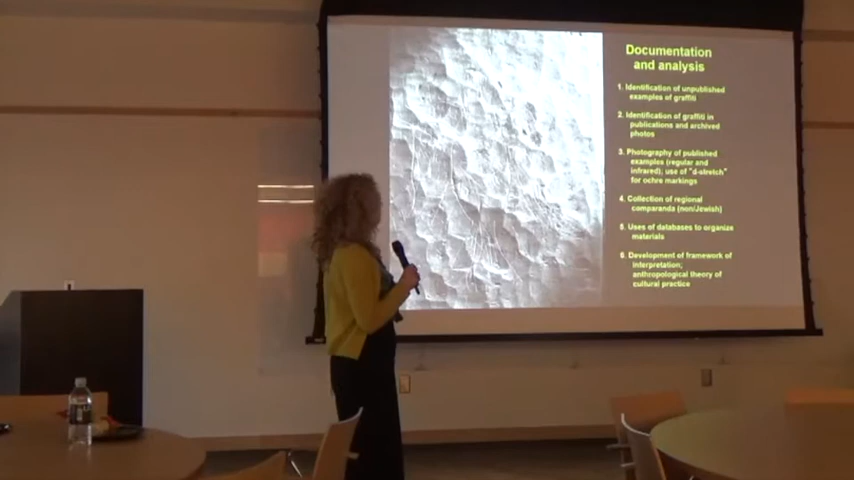 Documentation
and analysis
1. Identification of unpublished
examples of graffiti
2. Identification of graffiti in
publications and archived
photos
3. Photography of published
examples (regular and
infrared), use of "d-stretch"
for ochre markings
4. Collection of regional
comparanda (non/Jewish)
5. Uses of databases to organize
materials
6. Development of framework of
interpretation;
anthropological theory of
cultural practice